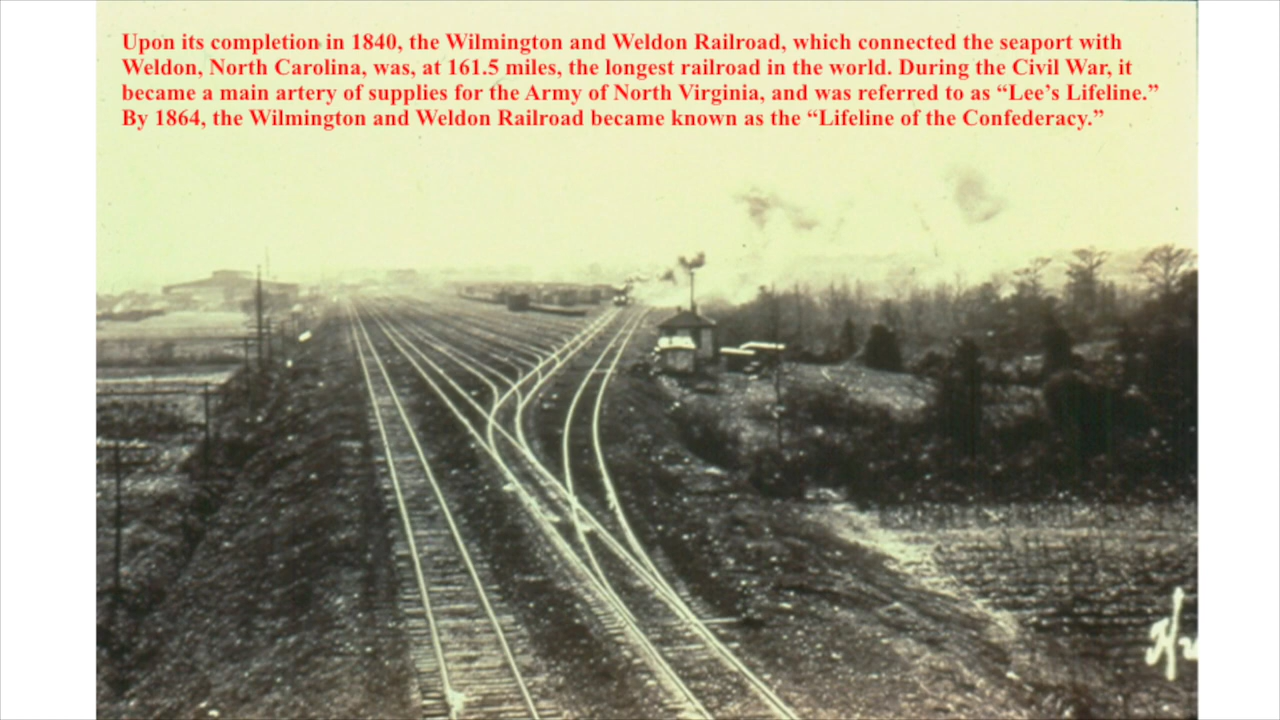 Upon its completion in 1840, the Wilmington and Weldon Railroad, which connected the seaport with
Weldon, North Carolina, was, at 161.5 miles, the longest railroad in the world. During the Civil War, it
became a main artery of supplies for the Army of North Virginia, and was referred to as “Lee’s Lifeline.”
By 1864, the Wilmington and Weldon Railroad became known as the “Lifeline of the Confederacy.”